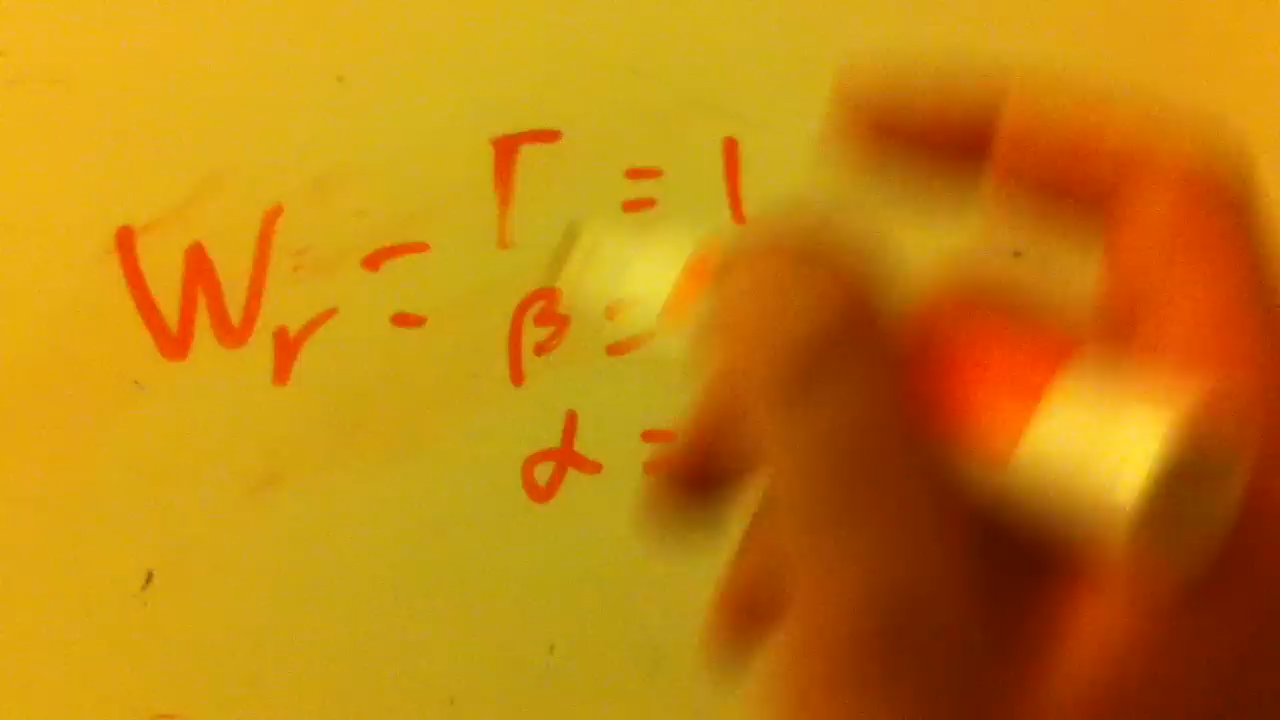 Γ = 1
Wr =
β =
α =